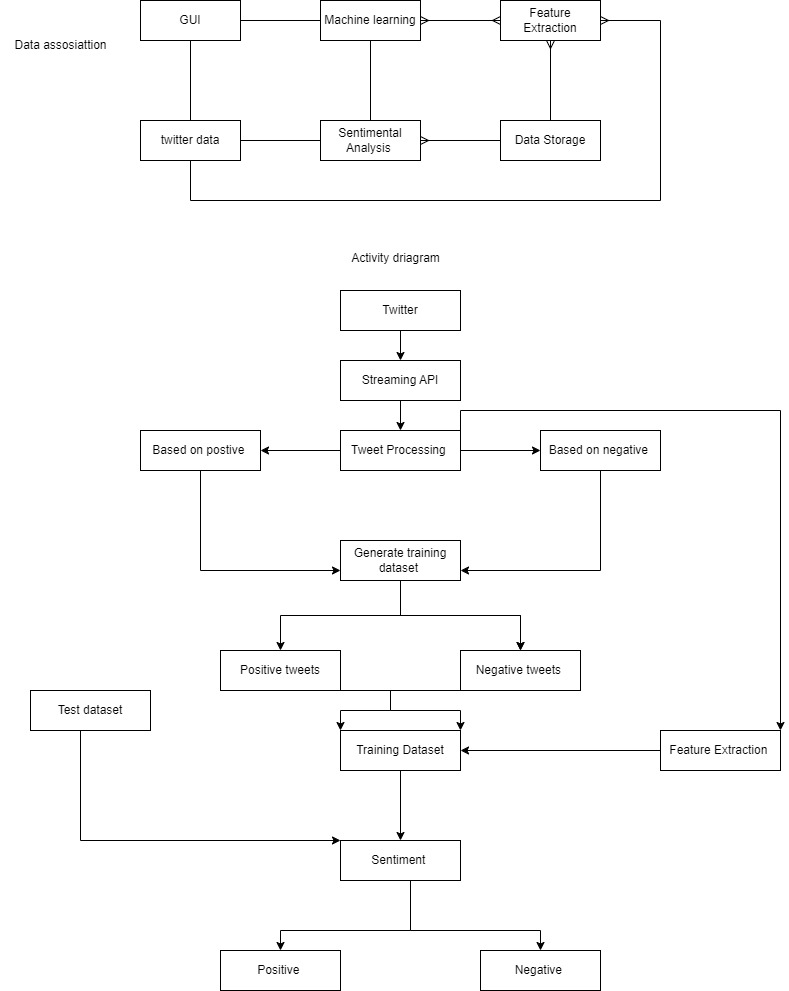 GUI
Machine learning
Feature
Extraction
Data assosiattion
twitter data
Sentimental
Analysis
Data Storage
Activity driagram
Twitter
Streaming API
Based on postive
Tweet Processing
Based on negative
Generate training
dataset
Positive tweets
Negative tweets
Test dataset
Training Dataset
Feature Extraction
Sentiment
Positive
Negative